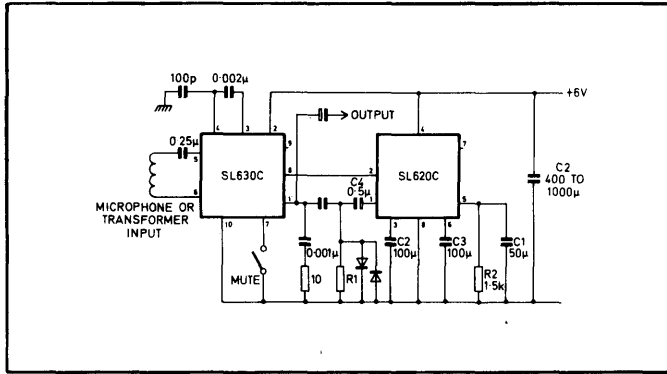 100p
0·002μ
+6V
OUTPUT
4
3
2
4
0·25μ
9
7
5
SL630C
8
2
SL620C
C2
400 TO
1000μ
C4
0·5μ
6
1
1
5
MICROPHONE OR
TRANSFORMER
INPUT
10
7
3
8
6
C2
100μ
C3
100μ
C1
50μ
0·001μ
R2
1·5k
MUTE
10
R1